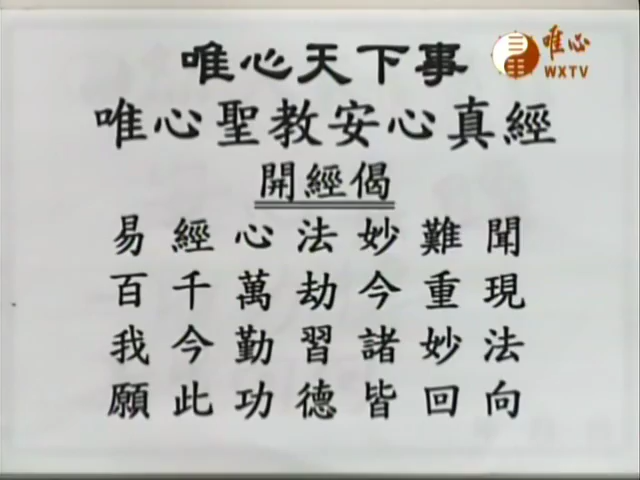 唯心天下事
唯心
WXTV
唯心聖教安心真經
開經偈
易經心法妙難聞
百千萬劫今重現
我今勤習諸妙法
願此功德皆回向